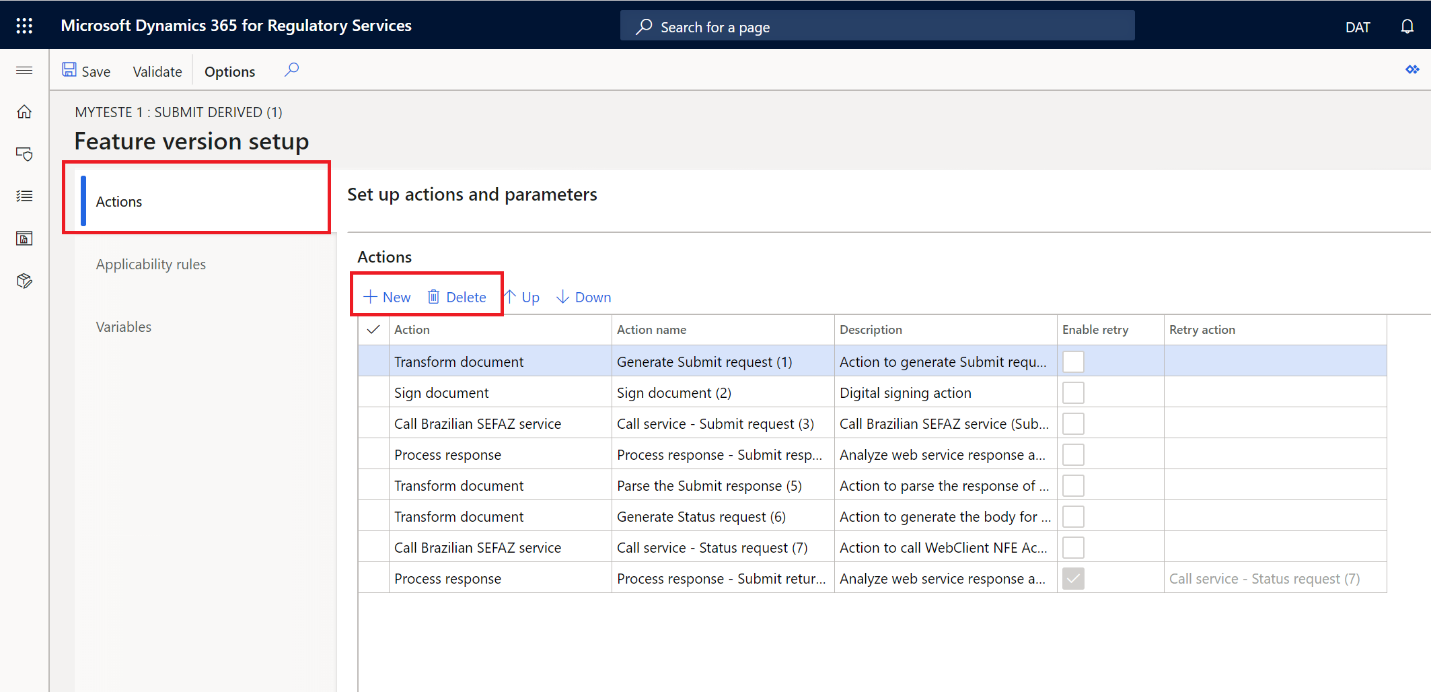 Microsoft Dynamics 365 for Regulatory Services
Search for a page
DAT
Save Validate Options
MYTESTE 1 : SUBMIT DERIVED (1)
Feature version setup
Actions
Applicability rules
Variables
Set up actions and parameters
Actions
New Delete Up Down
Action Action name Description Enable retry Retry action
Transform document Generate Submit request (1) Action to generate Submit requ...
Sign document Sign document (2) Digital signing action
Call Brazilian SEFAZ service Call service - Submit request (3) Call Brazilian SEFAZ service (Sub...
Process response Process response - Submit resp... Analyze web service response a...
Transform document Parse the Submit response (5) Action to parse the response of ...
Transform document Generate Status request (6) Action to generate the body for ...
Call Brazilian SEFAZ service Call service - Status request (7) Action to call WebClient NFE Ac...
Process response Process response - Submit retur... Analyze web service response a... Call service - Status request (7)